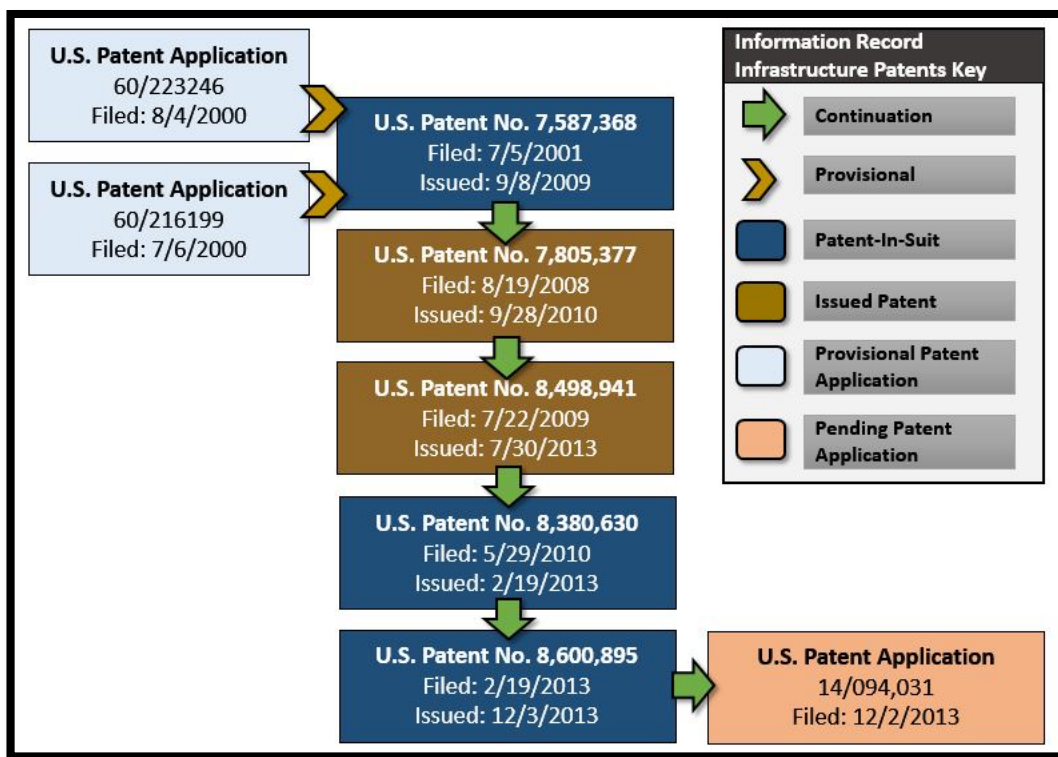 U.S. Patent Application
60/223246
Filed: 8/4/2000
U.S. Patent Application
60/216199
Filed: 7/6/2000
U.S. Patent No. 7,587,368
Filed: 7/5/2001
Issued: 9/8/2009
U.S. Patent No. 7,805,377
Filed: 8/19/2008
Issued: 9/28/2010
U.S. Patent No. 8,498,941
Filed: 7/22/2009
Issued: 7/30/2013
U.S. Patent No. 8,380,630
Filed: 5/29/2010
Issued: 2/19/2013
U.S. Patent No. 8,600,895
Filed: 2/19/2013
Issued: 12/3/2013
U.S. Patent Application
14/094,031
Filed: 12/2/2013
Information Record
Infrastructure Patents Key
Continuation
Provisional
Patent-In-Suit
Issued Patent
Provisional Patent
Application
Pending Patent
Application